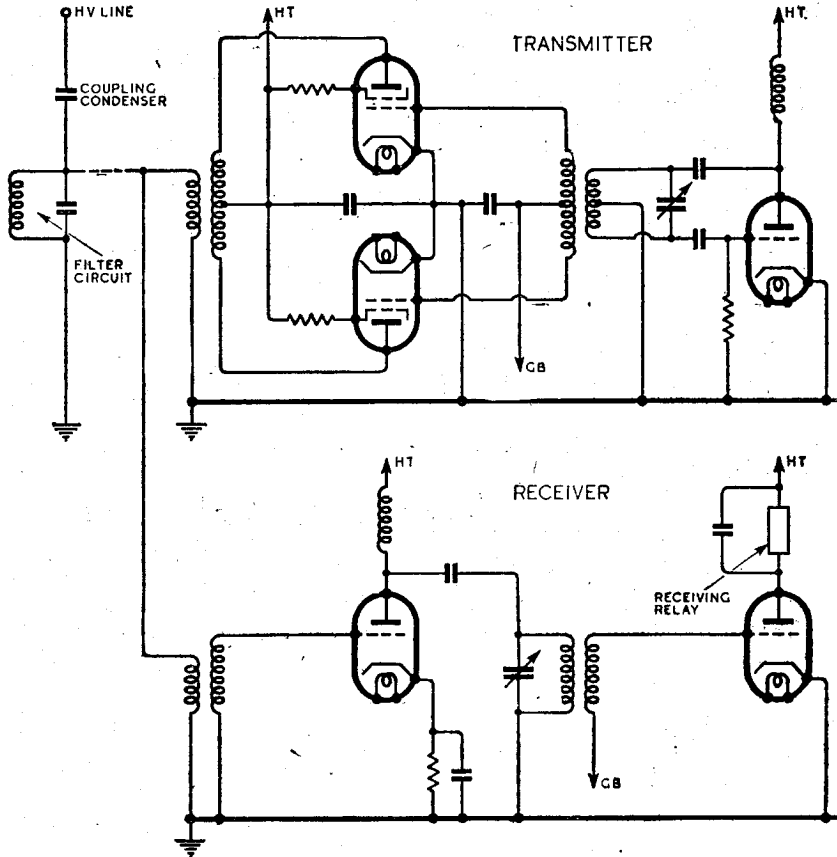 HV LINE
HT
TRANSMITTER
HT.
COUPLING
CONDENSER
FILTER
CIRCUIT
GB
HT
RECEIVER
HT
RECEIVING
RELAY
GB